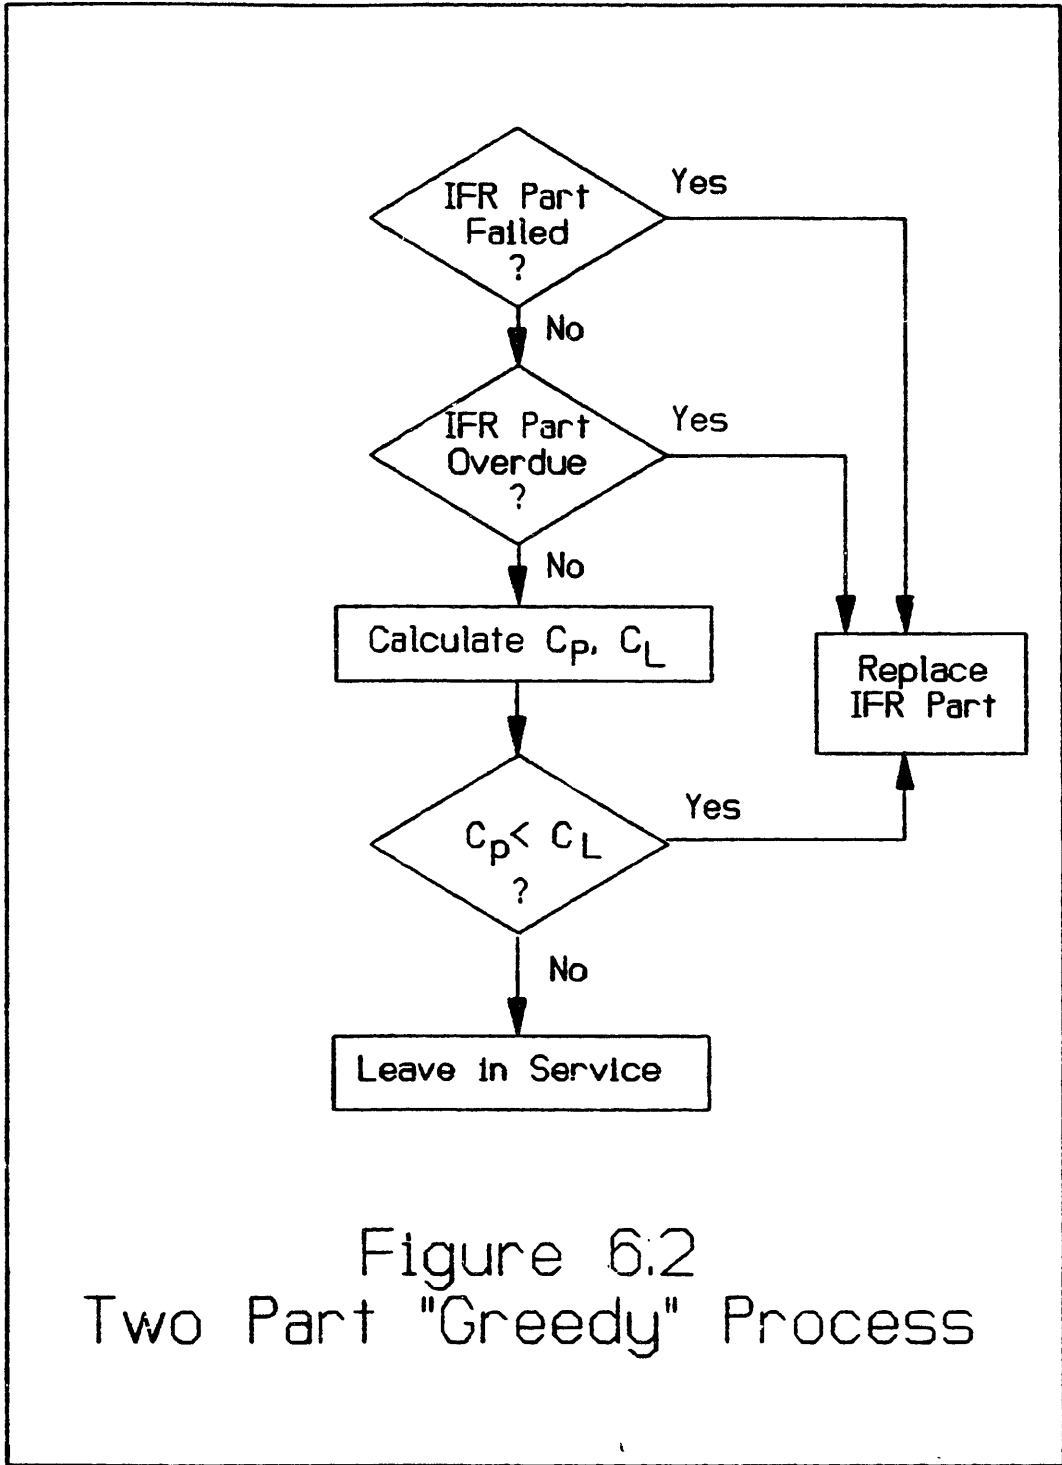 IFR Part
Failed
?
Yes
No
IFR Part
Overdue
?
Yes
No
Calculate Cp, CL
Replace
IFR Part
Cp< CL
?
Yes
No
Leave in Service
Figure 6.2
Two Part "Greedy" Process